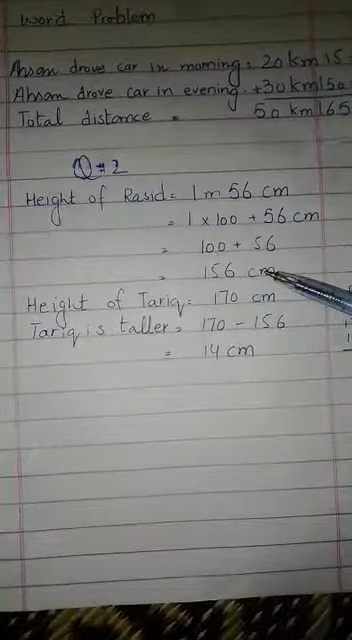 Word Problem
Ahsan drove car in morning = 20 km 15
Ahsan drove car in evening = +30 km 150
Total distance = 50 km 165
Q # 2
Height of Rasid = 1 m 56 cm
= 1 x 100 + 56 cm
= 100 + 56
= 156 cm
Height of Tariq = 170 cm
Tariq is taller = 170 - 156
= 14 cm